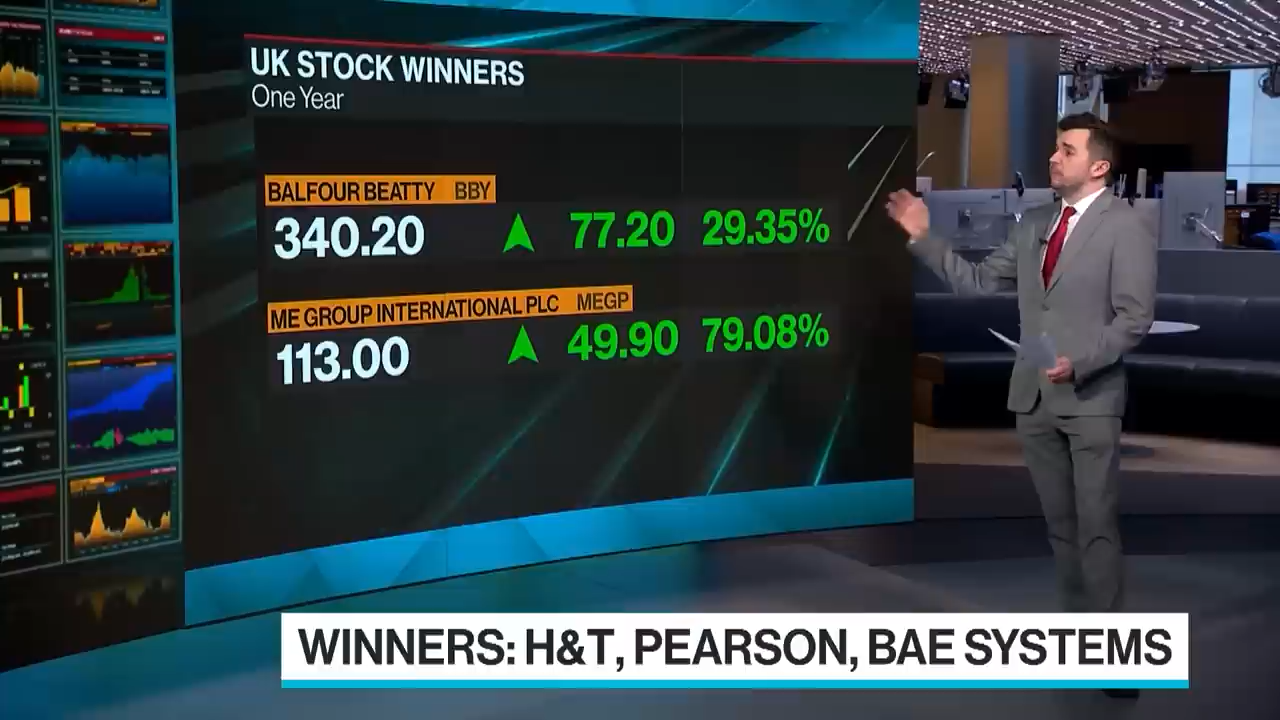 UK STOCK WINNERS
One Year
BALFOUR BEATTY BBY
340.20 77.20 29.35%
ME GROUP INTERNATIONAL PLC MEGP
113.00 49.90 79.08%
WINNERS: H&T, PEARSON, BAE SYSTEMS